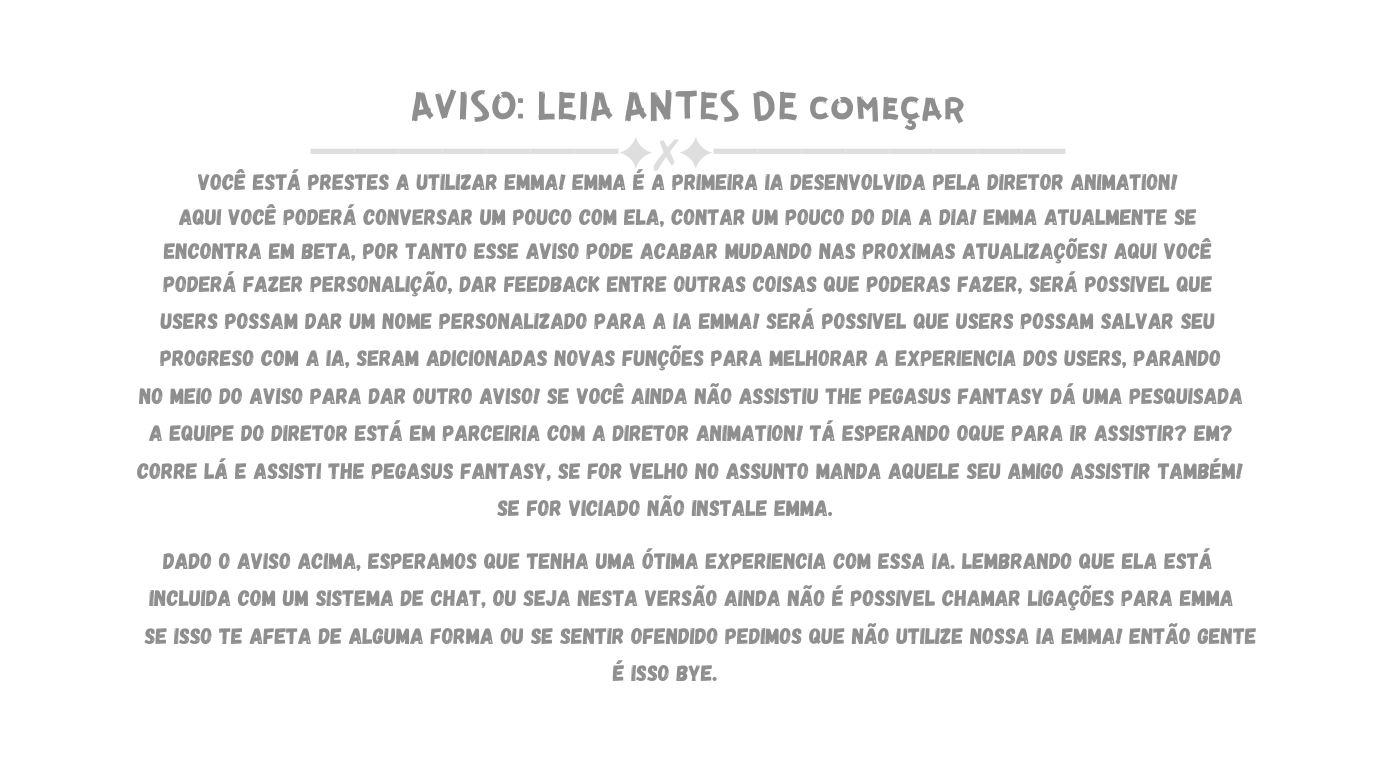 AVISO: LEIA ANTES DE COMEÇAR
VOCÊ ESTÁ PRESTES A UTILIZAR EMMA! EMMA É A PRIMEIRA IA DESENVOLVIDA PELA DIRETOR ANIMATION!
AQUI VOCÊ PODERÁ CONVERSAR UM POUCO COM ELA, CONTAR UM POUCO DO DIA A DIA! EMMA ATUALMENTE SE
ENCONTRA EM BETA, POR TANTO ESSE AVISO PODE ACABAR MUDANDO NAS PROXIMAS ATUALIZAÇÕES! AQUI VOCÊ
PODERÁ FAZER PERSONALIÇÃO, DAR FEEDBACK ENTRE OUTRAS COISAS QUE PODERAS FAZER, SERÁ POSSIVEL QUE
USERS POSSAM DAR UM NOME PERSONALIZADO PARA A IA EMMA! SERÁ POSSIVEL QUE USERS POSSAM SALVAR SEU
PROGRESO COM A IA, SERAM ADICIONADAS NOVAS FUNÇÕES PARA MELHORAR A EXPERIENCIA DOS USERS, PARANDO
NO MEIO DO AVISO PARA DAR OUTRO AVISO! SE VOCÊ AINDA NÃO ASSISTIU THE PEGASUS FANTASY DÁ UMA PESQUISADA
A EQUIPE DO DIRETOR ESTÁ EM PARCEIRIA COM A DIRETOR ANIMATION! TÁ ESPERANDO OQUE PARA IR ASSISTIR? EM?
CORRE LÁ E ASSISTI THE PEGASUS FANTASY, SE FOR VELHO NO ASSUNTO MANDA AQUELE SEU AMIGO ASSISTIR TAMBÉM!
SE FOR VICIADO NÃO INSTALE EMMA.
DADO O AVISO ACIMA, ESPERAMOS QUE TENHA UMA ÓTIMA EXPERIENCIA COM ESSA IA. LEMBRANDO QUE ELA ESTÁ
INCLUIDA COM UM SISTEMA DE CHAT, OU SEJA NESTA VERSÃO AINDA NÃO É POSSIVEL CHAMAR LIGAÇÕES PARA EMMA
SE ISSO TE AFETA DE ALGUMA FORMA OU SE SENTIR OFENDIDO PEDIMOS QUE NÃO UTILIZE NOSSA IA EMMA! ENTÃO GENTE
É ISSO BYE.